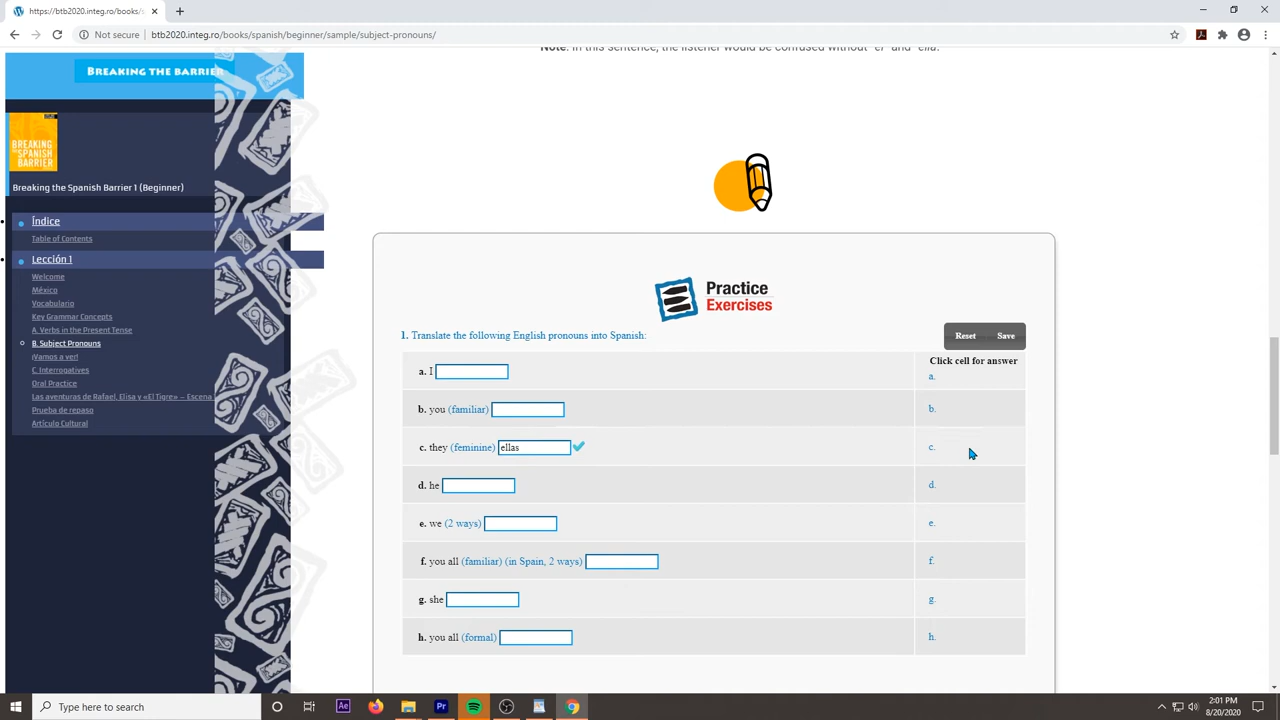 https://btb2020.integ.ro/books/s
Not secure | btb2020.integ.ro/books/spanish/beginner/sample/subject-pronouns/
Note: In this sentence, the listener would be confused without "él" and "ella.
BREAKING THE BARRIER
BREAKING
THE SPANISH
BARRIER
Breaking the Spanish Barrier 1 (Beginner)
Índice
Table of Contents
Lección 1
Welcome
México
Vocabulario
Key Grammar Concepts
A. Verbs in the Present Tense
B. Subject Pronouns
¡Vamos a ver!
C. Interrogatives
Oral Practice
Las aventuras de Rafael, Elisa y «El Tigre» – Escena
Prueba de repaso
Artículo Cultural
Practice
Exercises
1. Translate the following English pronouns into Spanish:
Reset Save
Click cell for answer
a. I
a.
b. you (familiar)
b.
c. they (feminine) ellas
c.
d. he
d.
e. we (2 ways)
e.
f. you all (familiar) (in Spain, 2 ways)
f.
g. she
g.
h. you all (formal)
h.
Type here to search
Ae
Pr
2:01 PM
8/20/2020